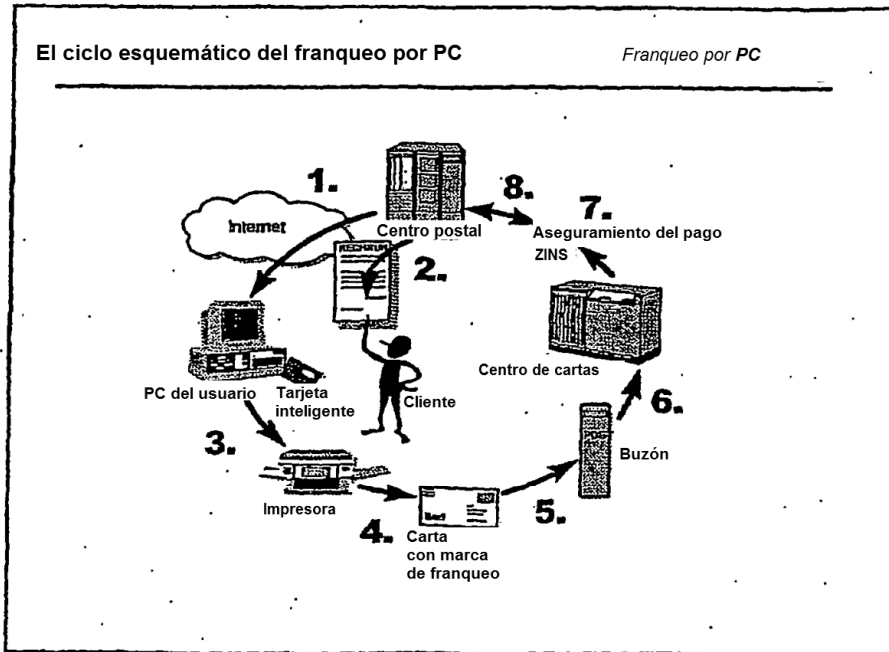 El ciclo esquemático del franqueo por PC
Franqueo por PC
1.
8.
7.
Internet
Centro postal
Aseguramiento del pago
ZINS
RECHNUNG
2.
Centro de cartas
PC del usuario
Tarjeta
inteligente
Cliente
6.
3.
Buzón
Impresora
4.
5.
Carta
con marca
de franqueo